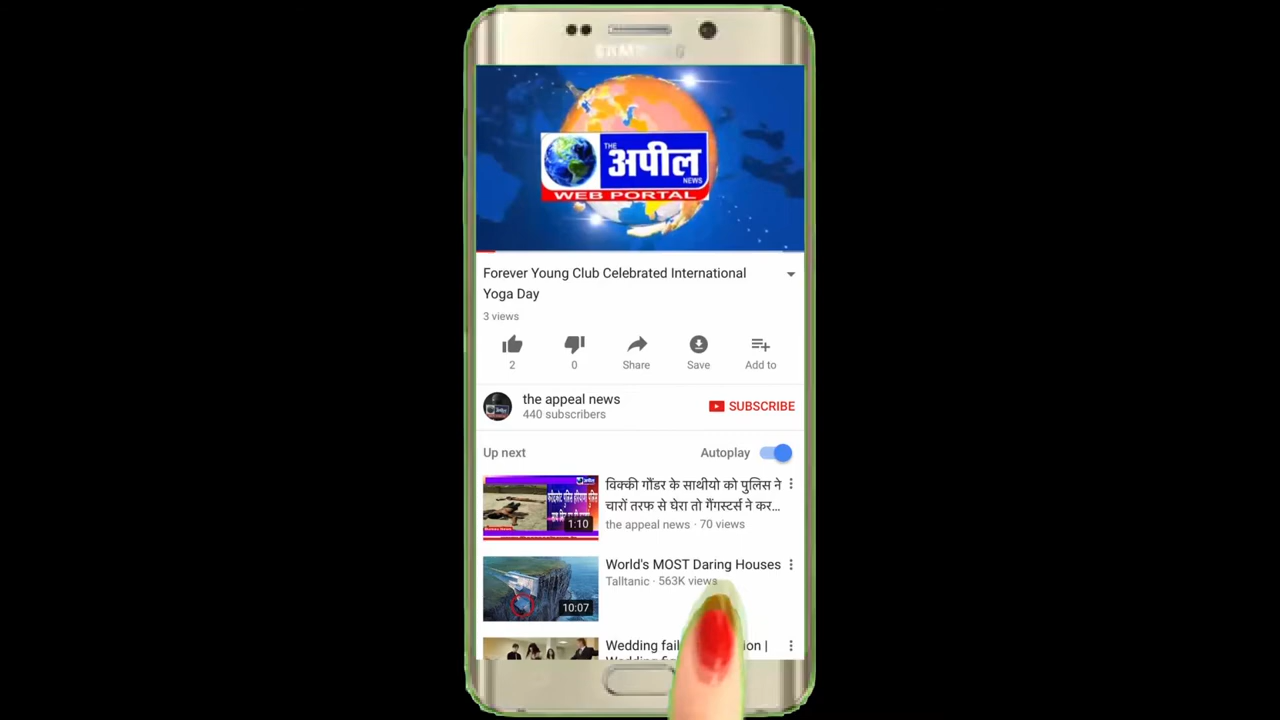 THE
अपील
NEWS
WEB PORTAL
Forever Young Club Celebrated International
Yoga Day
3 views
2
0
Share
Save
Add to
the appeal news
440 subscribers
SUBSCRIBE
Up next
Autoplay
विक्की गौंडर के साथीयो को पुलिस ने
चारों तरफ से घेरा तो गैंगस्टर्स ने कर...
the appeal news · 70 views
1:10
World's MOST Daring Houses
Talltanic · 563K views
10:07
Wedding fail